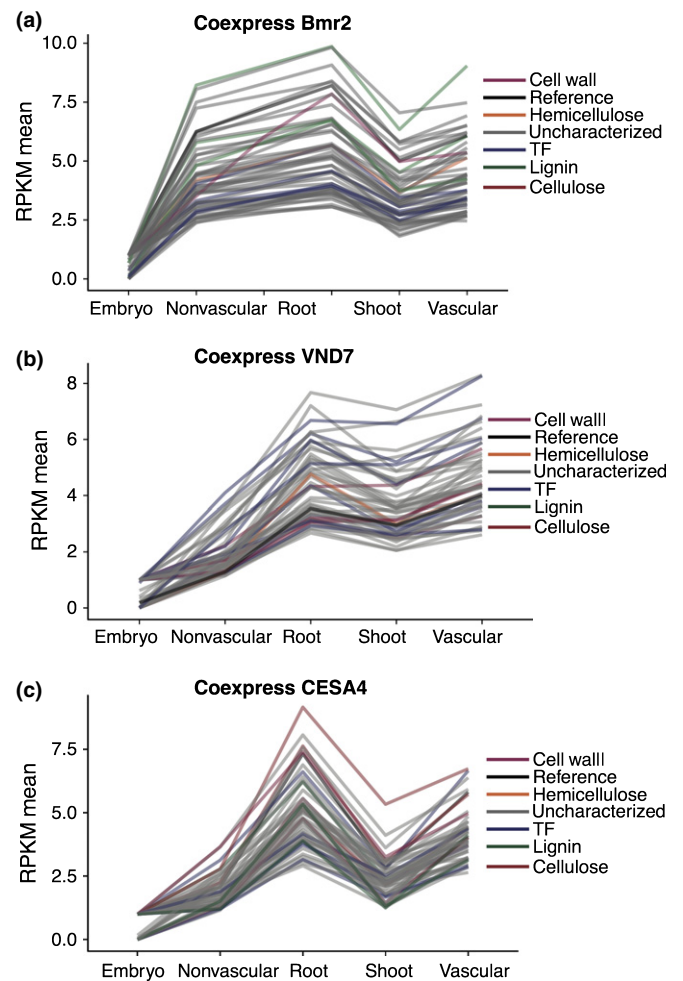 (a)
Coexpress Bmr2
10.0
7.5
5.0
2.5
0.0
RPKM mean
Embryo Nonvascular Root Shoot Vascular
Cell wall
Reference
Hemicellulose
Uncharacterized
TF
Lignin
Cellulose
(b)
Coexpress VND7
8
6
4
2
0
RPKM mean
Embryo Nonvascular Root Shoot Vascular
Cell walll
Reference
Hemicellulose
Uncharacterized
TF
Lignin
Cellulose
(c)
Coexpress CESA4
7.5
5.0
2.5
0.0
RPKM mean
Embryo Nonvascular Root Shoot Vascular
Cell walll
Reference
Hemicellulose
Uncharacterized
TF
Lignin
Cellulose